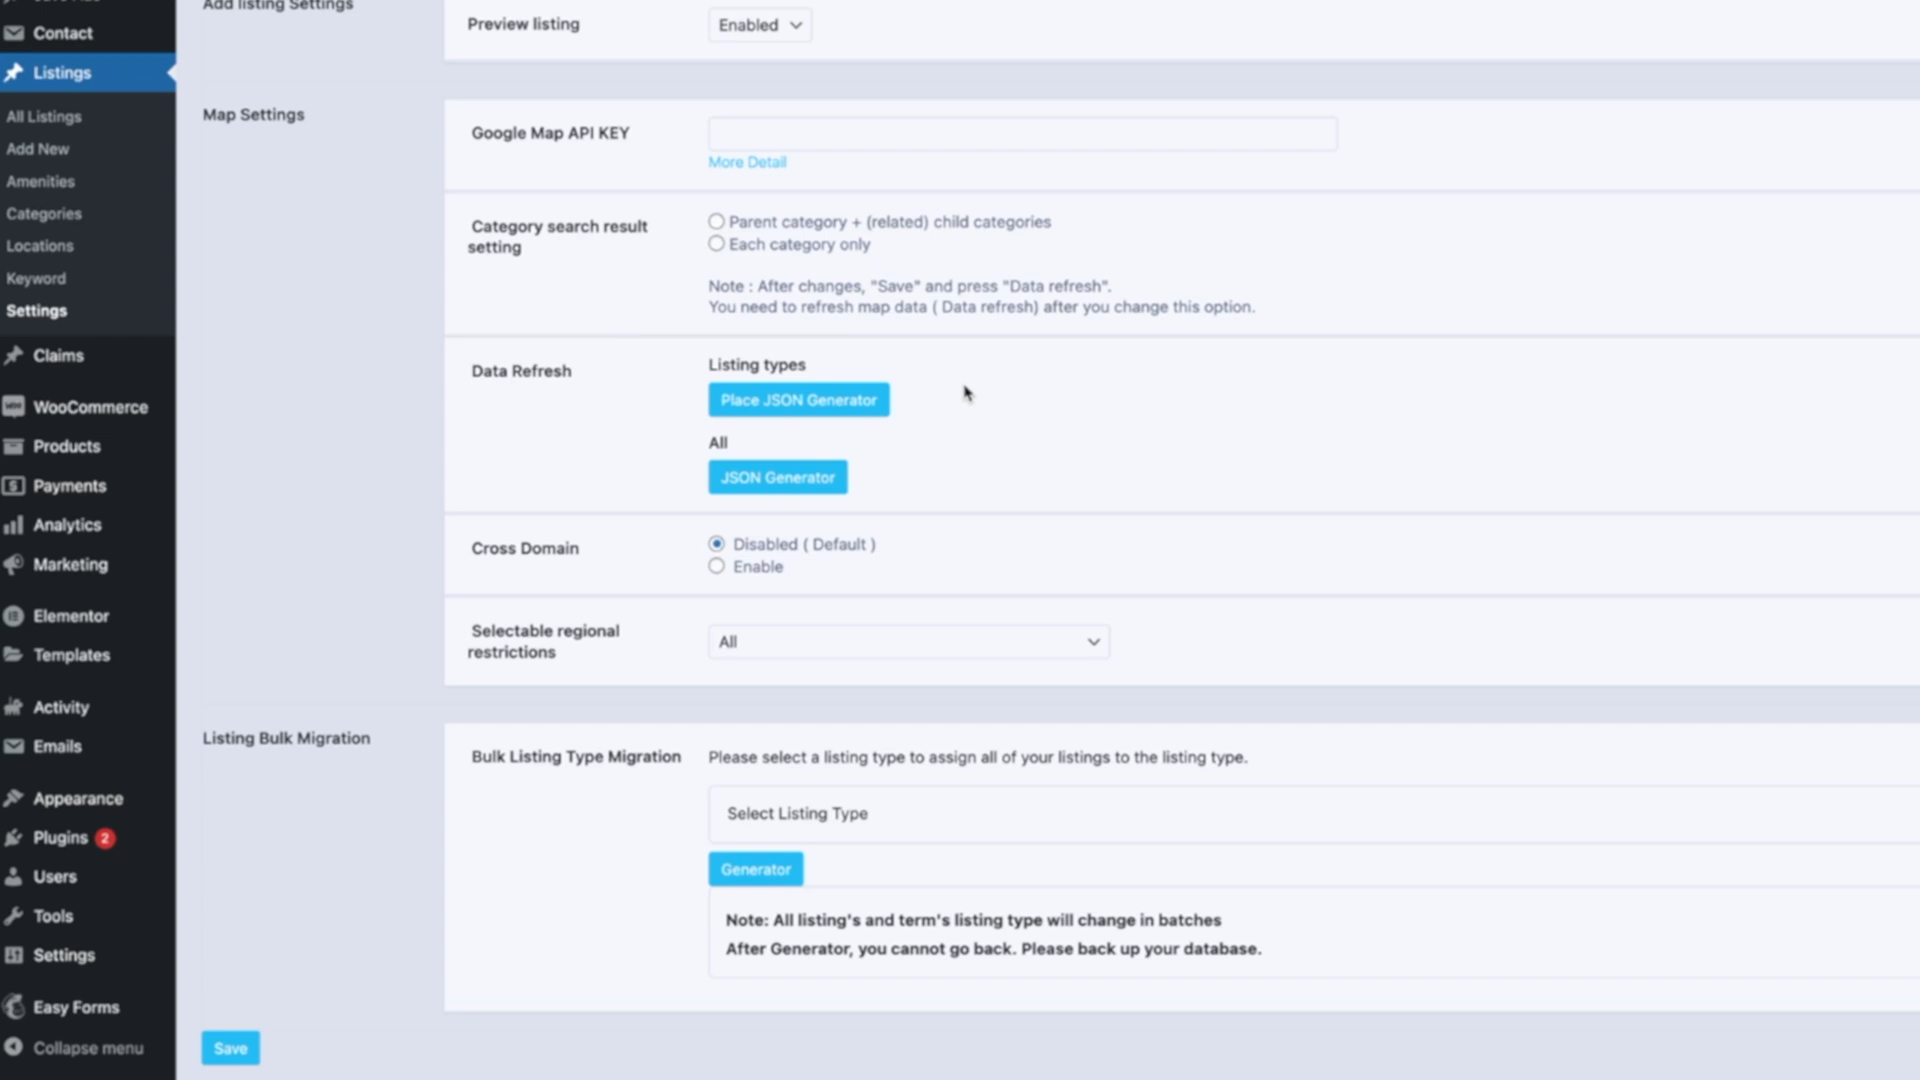 Contact
Listings
All Listings
Add New
Amenities
Categories
Locations
Keyword
Settings
Claims
WooCommerce
Products
Payments
Analytics
Marketing
Elementor
Templates
Activity
Emails
Appearance
Plugins 2
Users
Tools
Settings
Easy Forms
Collapse menu
Add listing Settings
Preview listing
Enabled
Map Settings
Google Map API KEY
More Detail
Category search result
setting
Parent category + (related) child categories
Each category only
Note : After changes, "Save" and press "Data refresh".
You need to refresh map data ( Data refresh) after you change this option.
Data Refresh
Listing types
Place JSON Generator
All
JSON Generator
Cross Domain
Disabled ( Default )
Enable
Selectable regional
restrictions
All
Listing Bulk Migration
Bulk Listing Type Migration
Please select a listing type to assign all of your listings to the listing type.
Select Listing Type
Generator
Note: All listing's and term's listing type will change in batches
After Generator, you cannot go back. Please back up your database.
Save